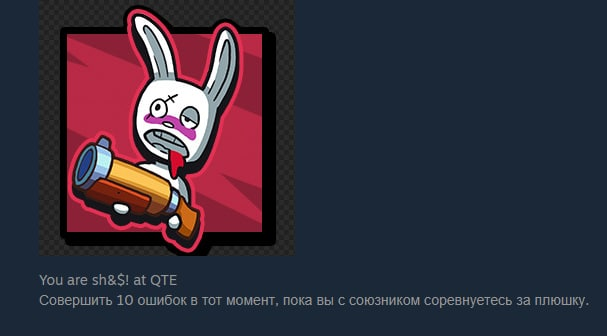 You are sh&$! at QTE
Совершить 10 ошибок в тот момент, пока вы с союзником соревнуетесь за плюшку.